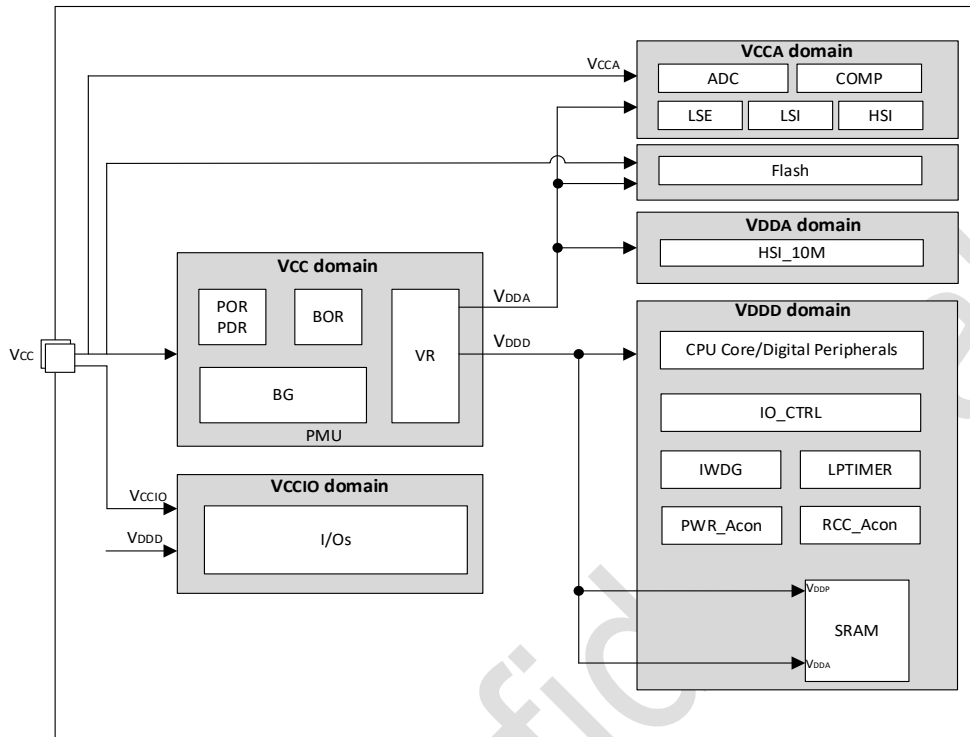 VCCA domain
VCCA
ADC
COMP
LSE
LSI
HSI
Flash
VDDA domain
HSI_10M
VCC domain
POR
PDR
BOR
VR
BG
PMU
VDDA
VDDD
VCC
VDDD domain
CPU Core/Digital Peripherals
IO_CTRL
IWDG
LPTIMER
PWR_Acon
RCC_Acon
VDDP
SRAM
VDDA
VCCIO domain
VCCIO
VDDD
I/Os